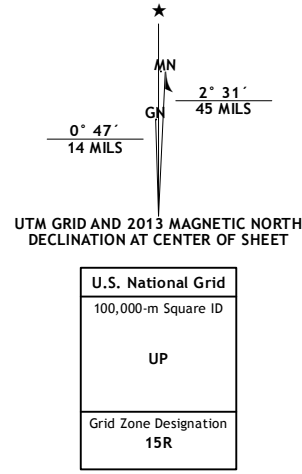 ★
MN
GN
2° 31´
45 MILS
0° 47´
14 MILS
UTM GRID AND 2013 MAGNETIC NORTH
DECLINATION AT CENTER OF SHEET
U.S. National Grid
100,000-m Square ID
UP
Grid Zone Designation
15R